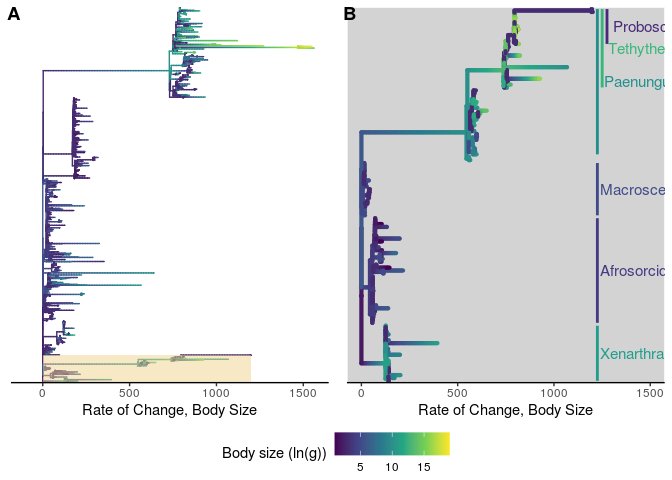 A
B
Probosc
Tethythe
Paenungu
Macrosce
Afrosoricid
Xenarthra
0 500 1000 1500
0 500 1000 1500
Rate of Change, Body Size
Rate of Change, Body Size
Body size (ln(g))
5 10 15